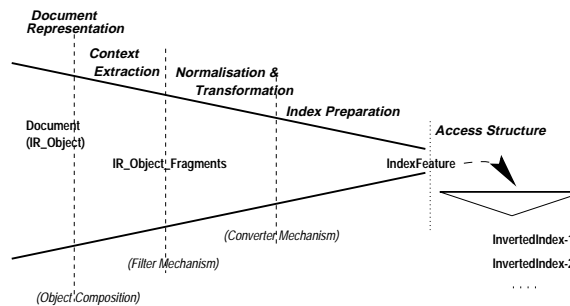 Document
Representation
Context
Extraction
Normalisation &
Transformation
Index Preparation
Access Structure
Document
(IR_Object)
IR_Object_Fragments
IndexFeature
(Converter Mechanism)
(Filter Mechanism)
(Object Composition)
InvertedIndex-1
InvertedIndex-2
. . . .